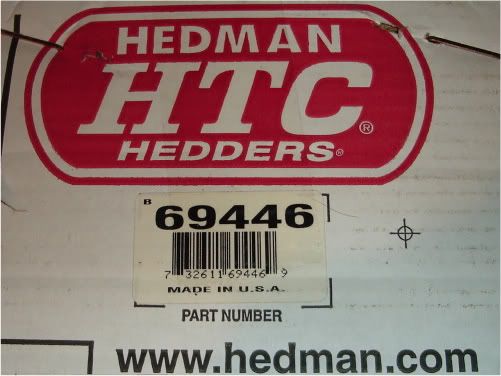 HEDMAN
HTC®
HEDDERS®
B
69446
7 32611 69446 9
MADE IN U.S.A.
PART NUMBER
www.hedman.com